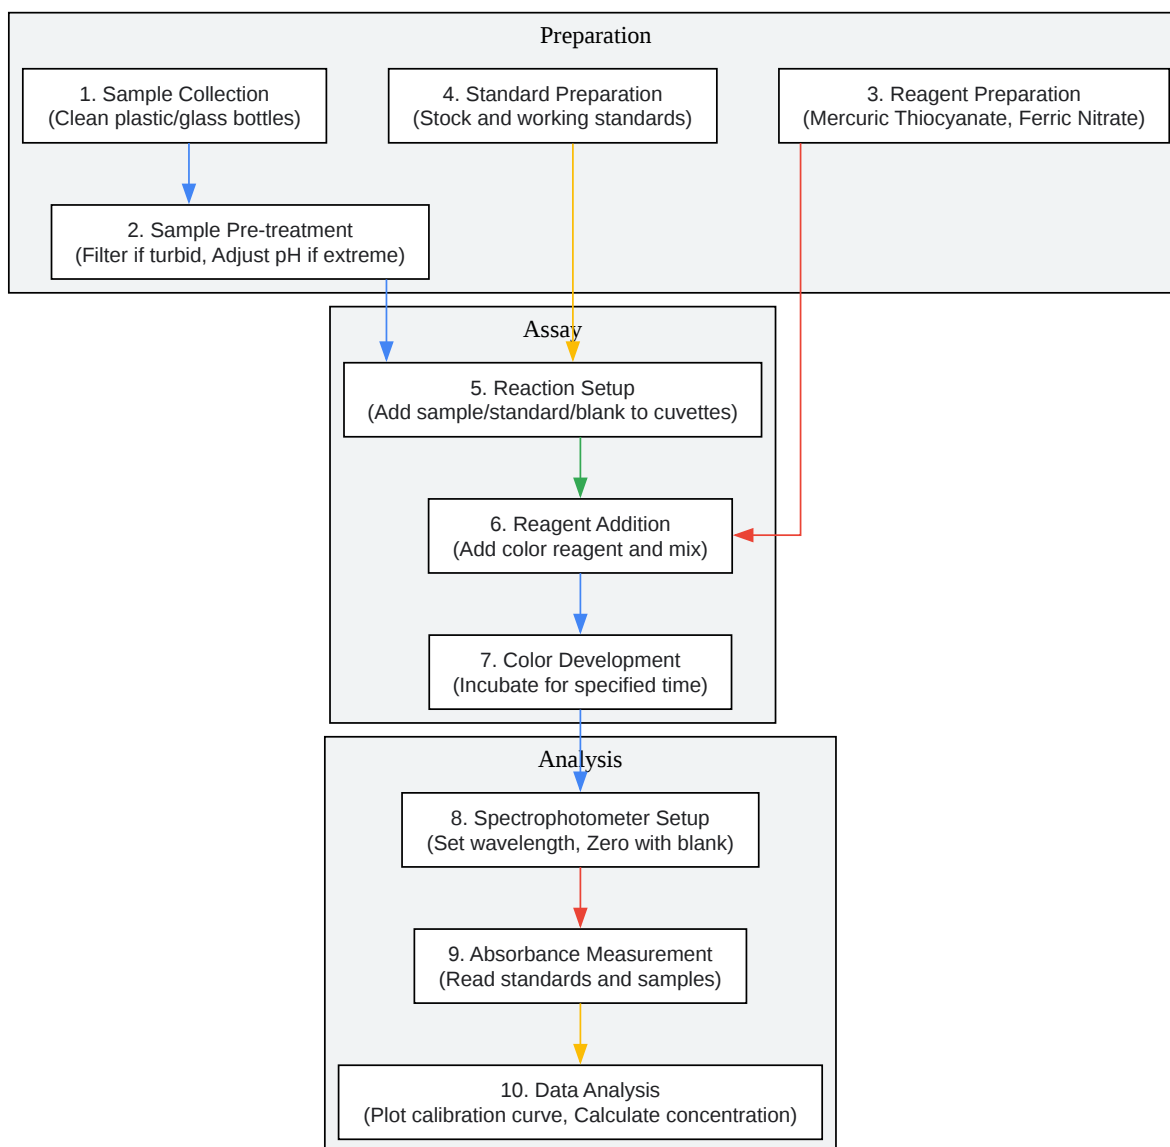 Preparation
1. Sample Collection
(Clean plastic/glass bottles)
4. Standard Preparation
(Stock and working standards)
3. Reagent Preparation
(Mercuric Thiocyanate, Ferric Nitrate)
2. Sample Pre-treatment
(Filter if turbid, Adjust pH if extreme)
Assay
5. Reaction Setup
(Add sample/standard/blank to cuvettes)
6. Reagent Addition
(Add color reagent and mix)
7. Color Development
(Incubate for specified time)
Analysis
8. Spectrophotometer Setup
(Set wavelength, Zero with blank)
9. Absorbance Measurement
(Read standards and samples)
10. Data Analysis
(Plot calibration curve, Calculate concentration)